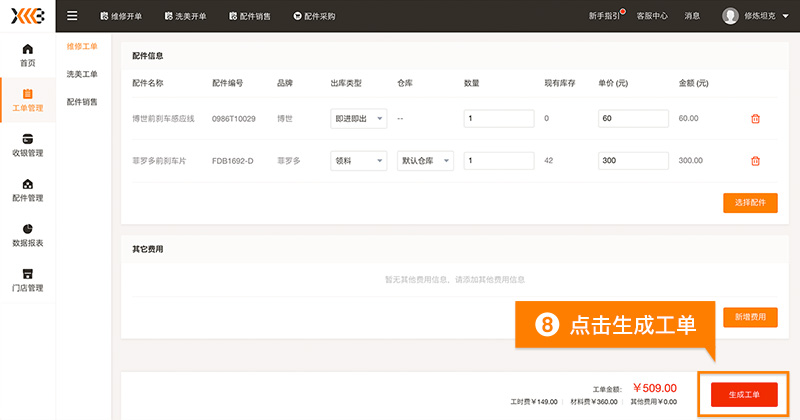 维修开单 洗美开单 配件销售 配件采购 新手指引 客服中心 消息 修炼坦克
首页
工单管理
收银管理
配件管理
数据报表
门店管理
维修工单
洗美工单
配件销售
配件信息
配件名称 配件编号 品牌 出库类型 仓库 数量 现有库存 单价 (元) 金额 (元)
博世前刹车感应线 0986T10029 博世 即进即出 -- 1 0 60 60.00
菲罗多前刹车片 FDB1692-D 菲罗多 领料 默认仓库 1 42 300 300.00
选择配件
其它费用
暂无其他费用信息，请添加其他费用信息
新增费用
8 点击生成工单
工单金额: ￥509.00
工时费￥149.00 材料费￥360.00 其他费用￥0.00
生成工单